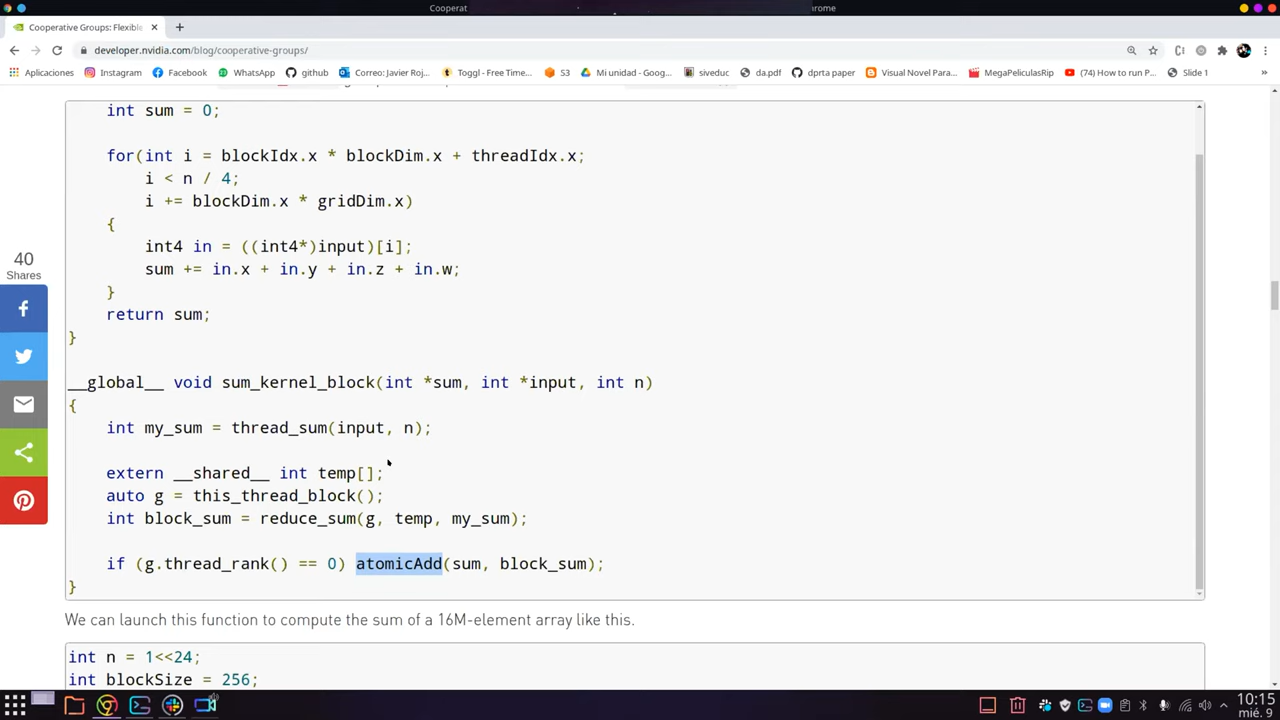 Cooperat
hrome
Cooperative Groups: Flexibl
developer.nvidia.com/blog/cooperative-groups/
Aplicaciones Instagram Facebook WhatsApp github Correo: Javier Roj... Toggl - Free Time... S3 Mi unidad - Goog... siveduc da.pdf dprta paper Visual Novel Para... MegaPeliculasRip (74) How to run P... Slide 1 »
int sum = 0;
for(int i = blockIdx.x * blockDim.x + threadIdx.x;
i < n / 4;
i += blockDim.x * gridDim.x)
{
int4 in = ((int4*)input)[i];
sum += in.x + in.y + in.z + in.w;
}
return sum;
}
40
Shares
__global__ void sum_kernel_block(int *sum, int *input, int n)
{
int my_sum = thread_sum(input, n);
extern __shared__ int temp[];
auto g = this_thread_block();
int block_sum = reduce_sum(g, temp, my_sum);
if (g.thread_rank() == 0) atomicAdd(sum, block_sum);
}
We can launch this function to compute the sum of a 16M-element array like this.
int n = 1<<24;
int blockSize = 256;
10:15
mié. 9